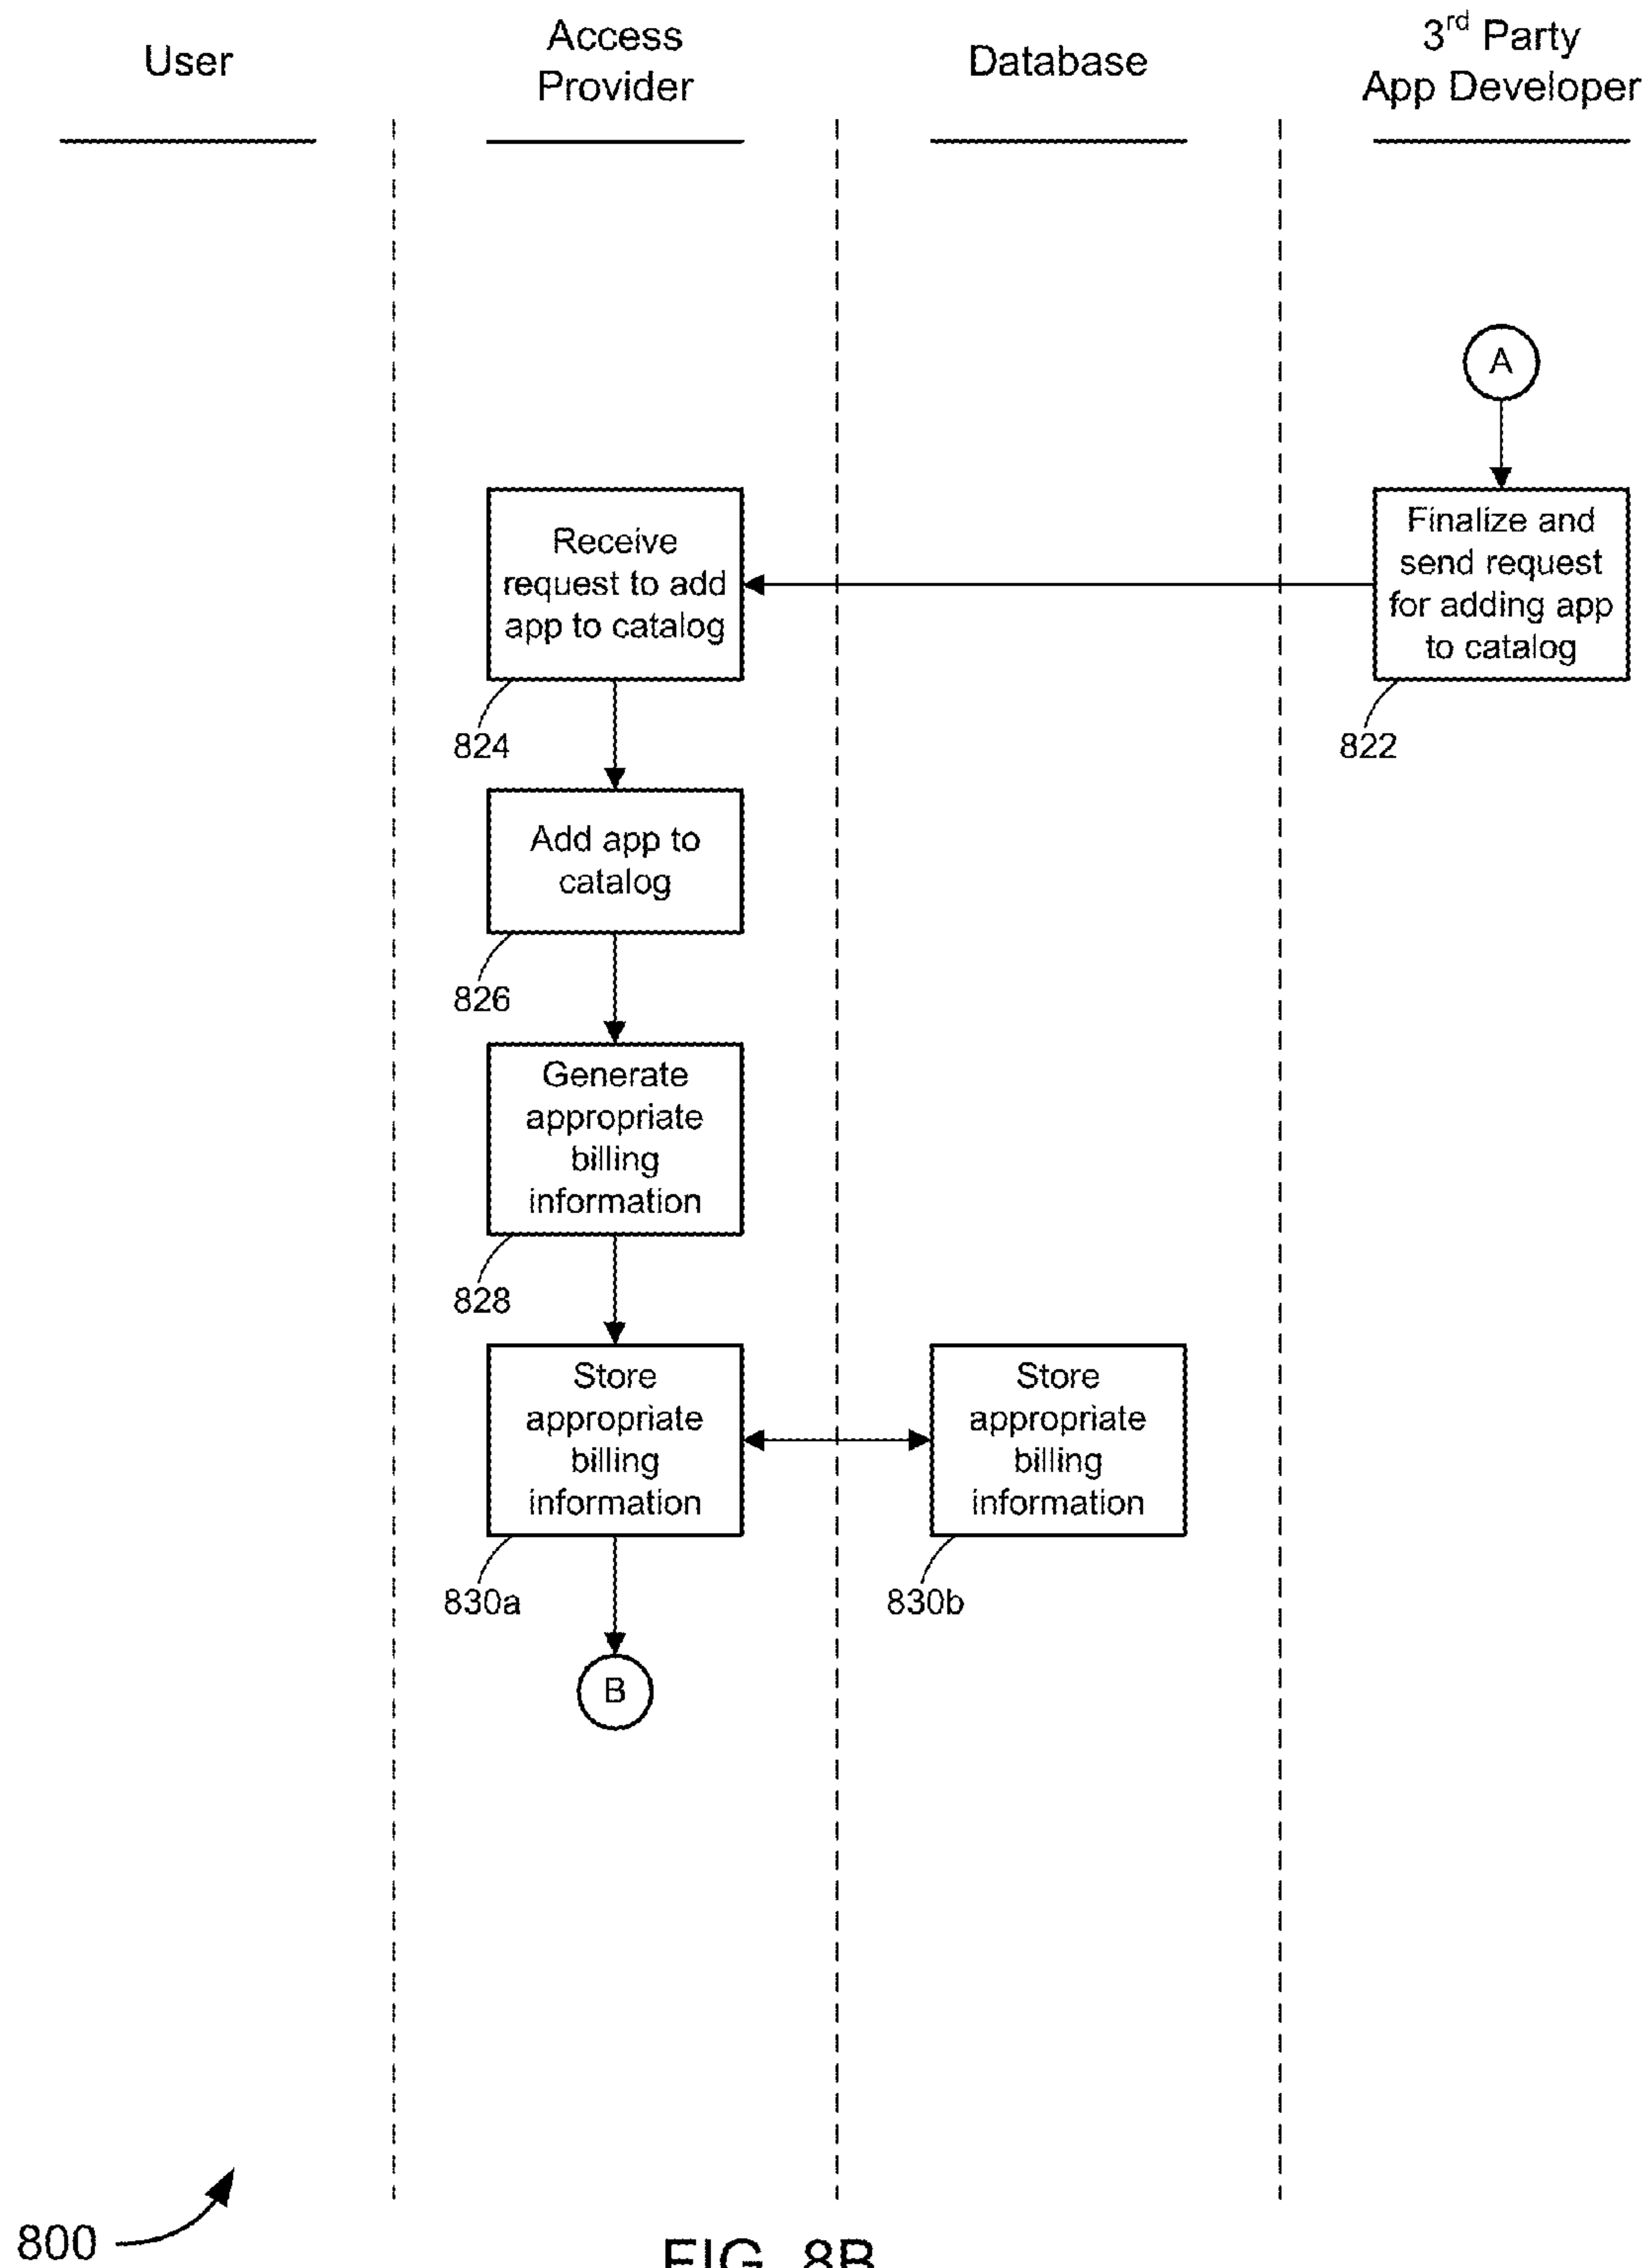 User
Access
Provider
Database
3rd Party
App Developer
A
Receive
request to add
app to catalog
824
Finalize and
send request
for adding app
to catalog
822
Add app to
catalog
826
Generate
appropriate
billing
information
828
Store
appropriate
billing
information
830a
Store
appropriate
billing
information
830b
B
800
FIG. 8B